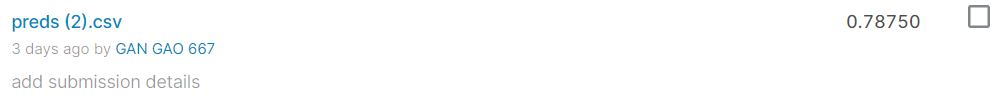 preds (2).csv 0.78750
3 days ago by GAN GAO 667
add submission details